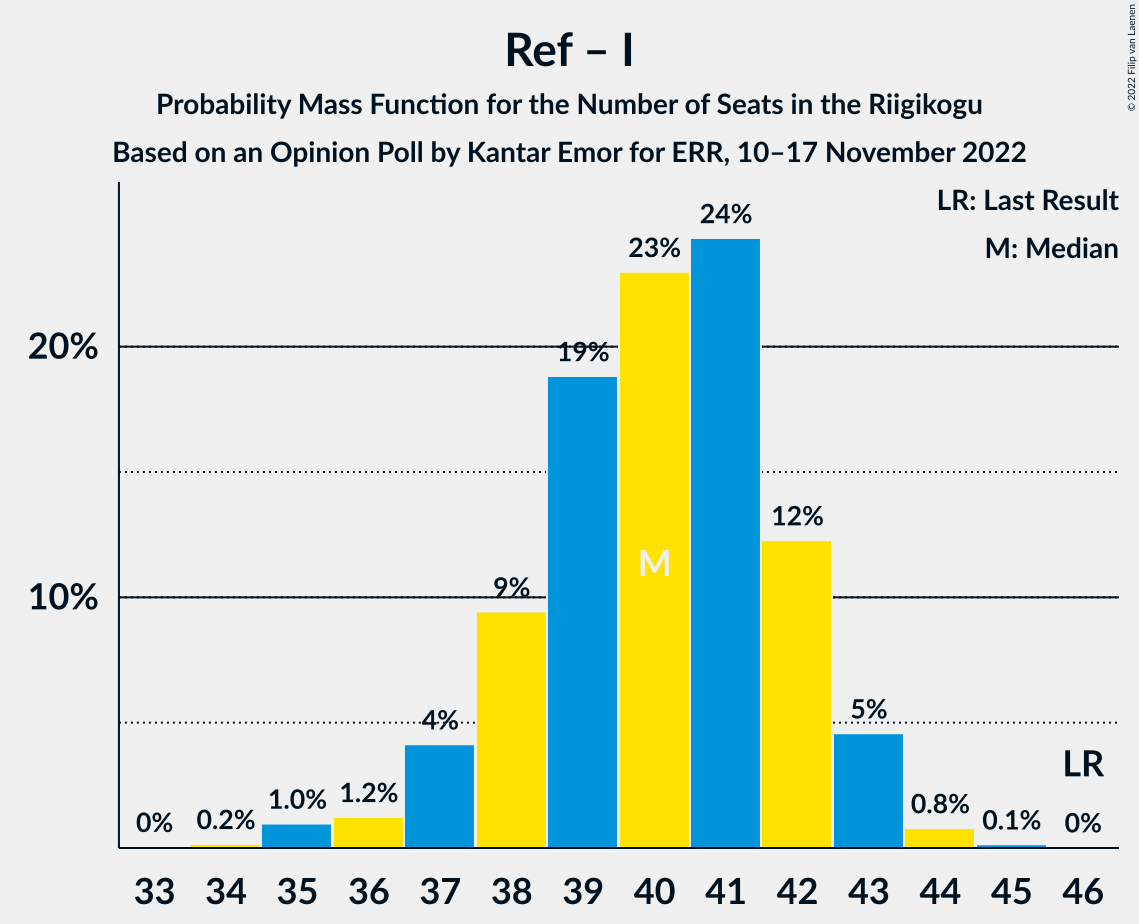 Ref – I
Probability Mass Function for the Number of Seats in the Riigikogu
Based on an Opinion Poll by Kantar Emor for ERR, 10–17 November 2022
© 2022 Filip van Laenen
LR: Last Result
M: Median
24%
23%
20%
19%
12%
M
10%
9%
5%
4%
LR
0%
0.2%
1.0%
1.2%
0.8%
0.1%
0%
33 34 35 36 37 38 39 40 41 42 43 44 45 46